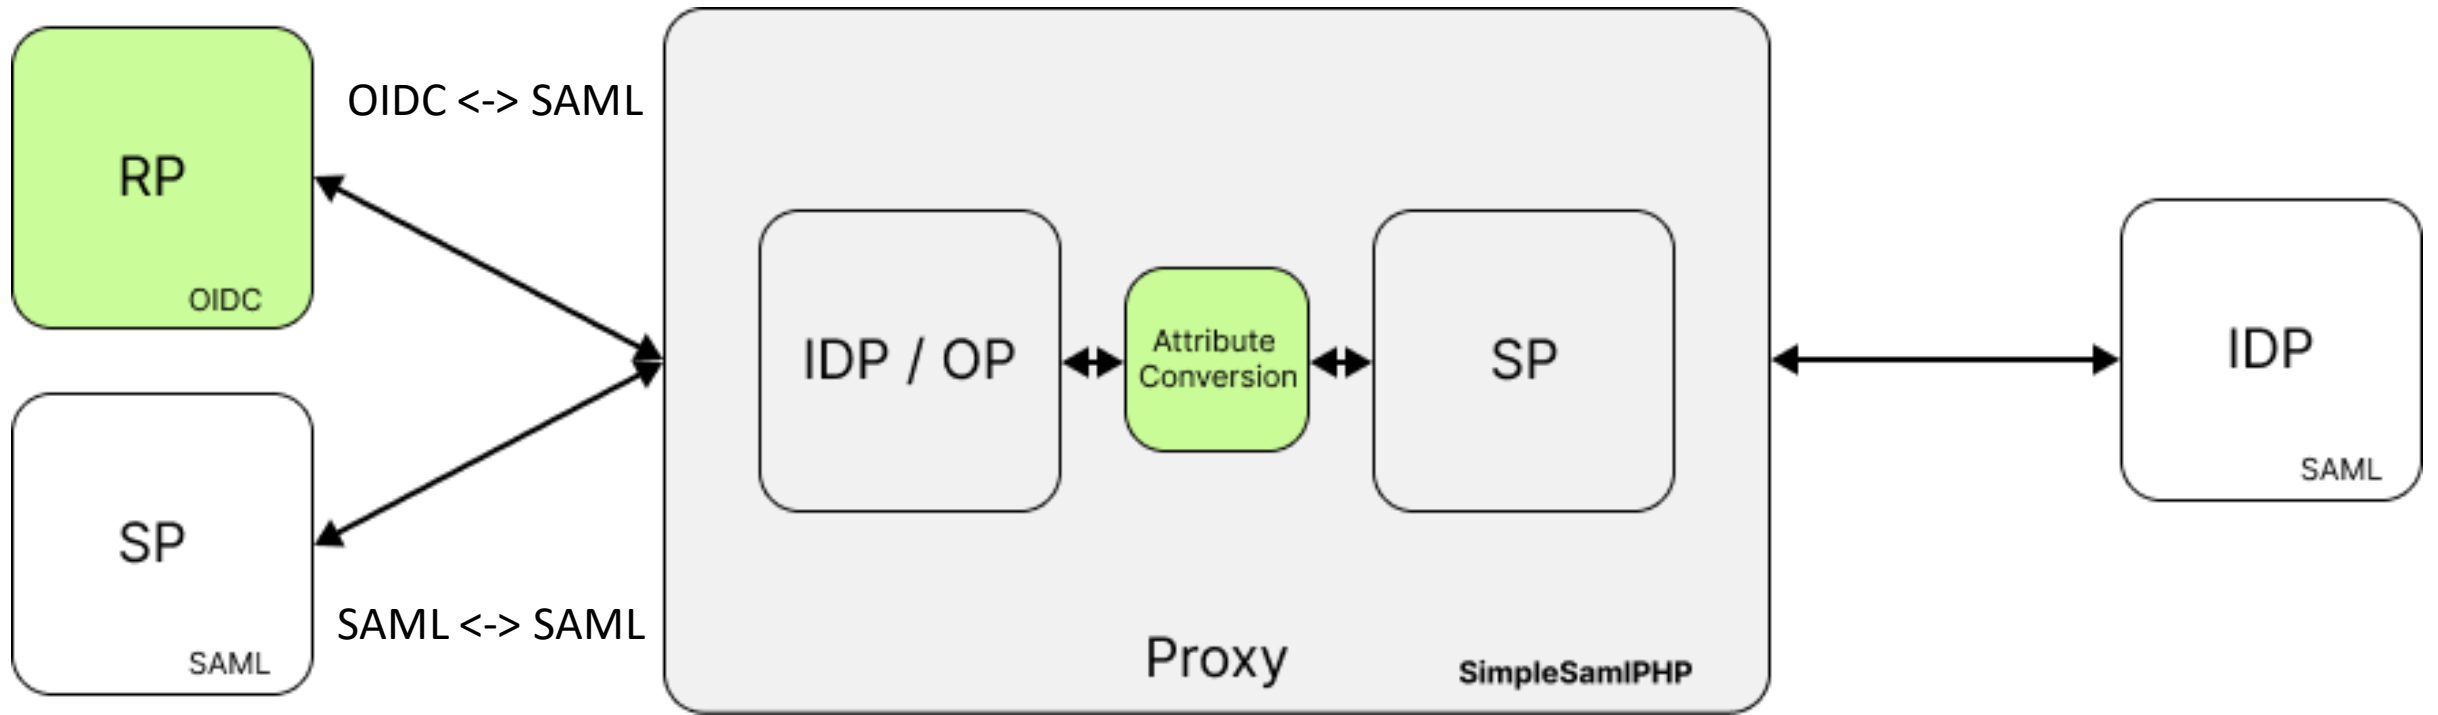 RP
OIDC
OIDC <-> SAML
SP
SAML
SAML <-> SAML
IDP / OP
Attribute
Conversion
SP
Proxy
SimpleSamlPHP
IDP
SAML